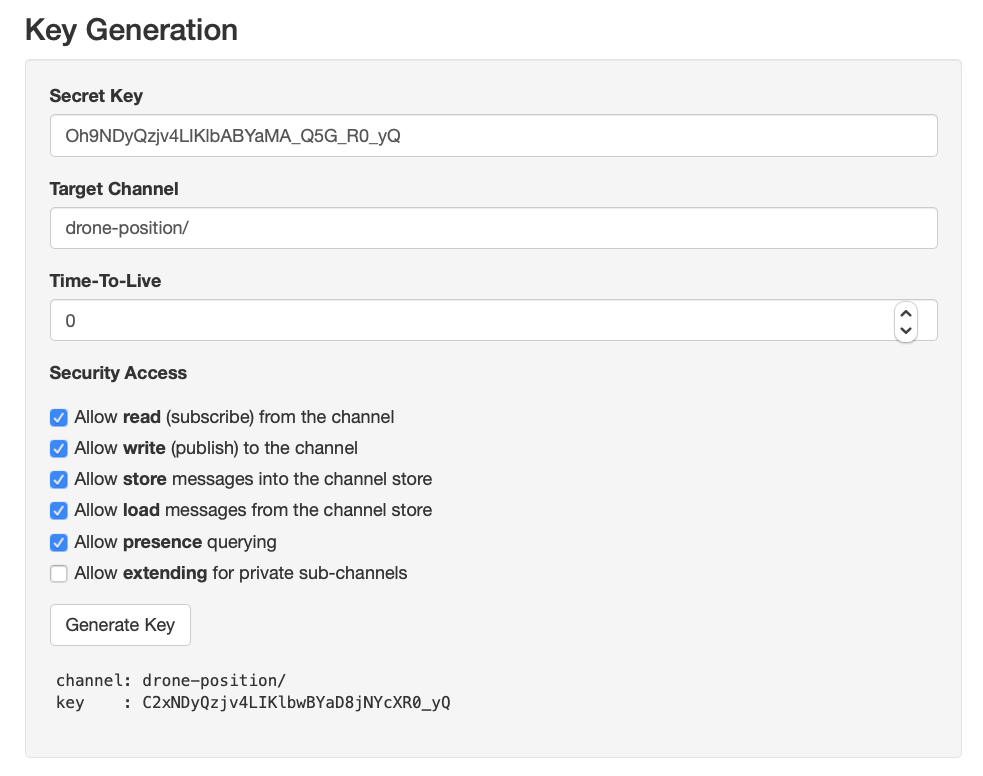 Key Generation
Secret Key
Oh9NDyQzjv4LIKlbABYaMA_Q5G_R0_yQ
Target Channel
drone-position/
Time-To-Live
0
Security Access
Allow read (subscribe) from the channel
Allow write (publish) to the channel
Allow store messages into the channel store
Allow load messages from the channel store
Allow presence querying
Allow extending for private sub-channels
Generate Key
channel: drone-position/
key    : C2xNDyQzjv4LIKlbwBYaD8jNYcXR0_yQ